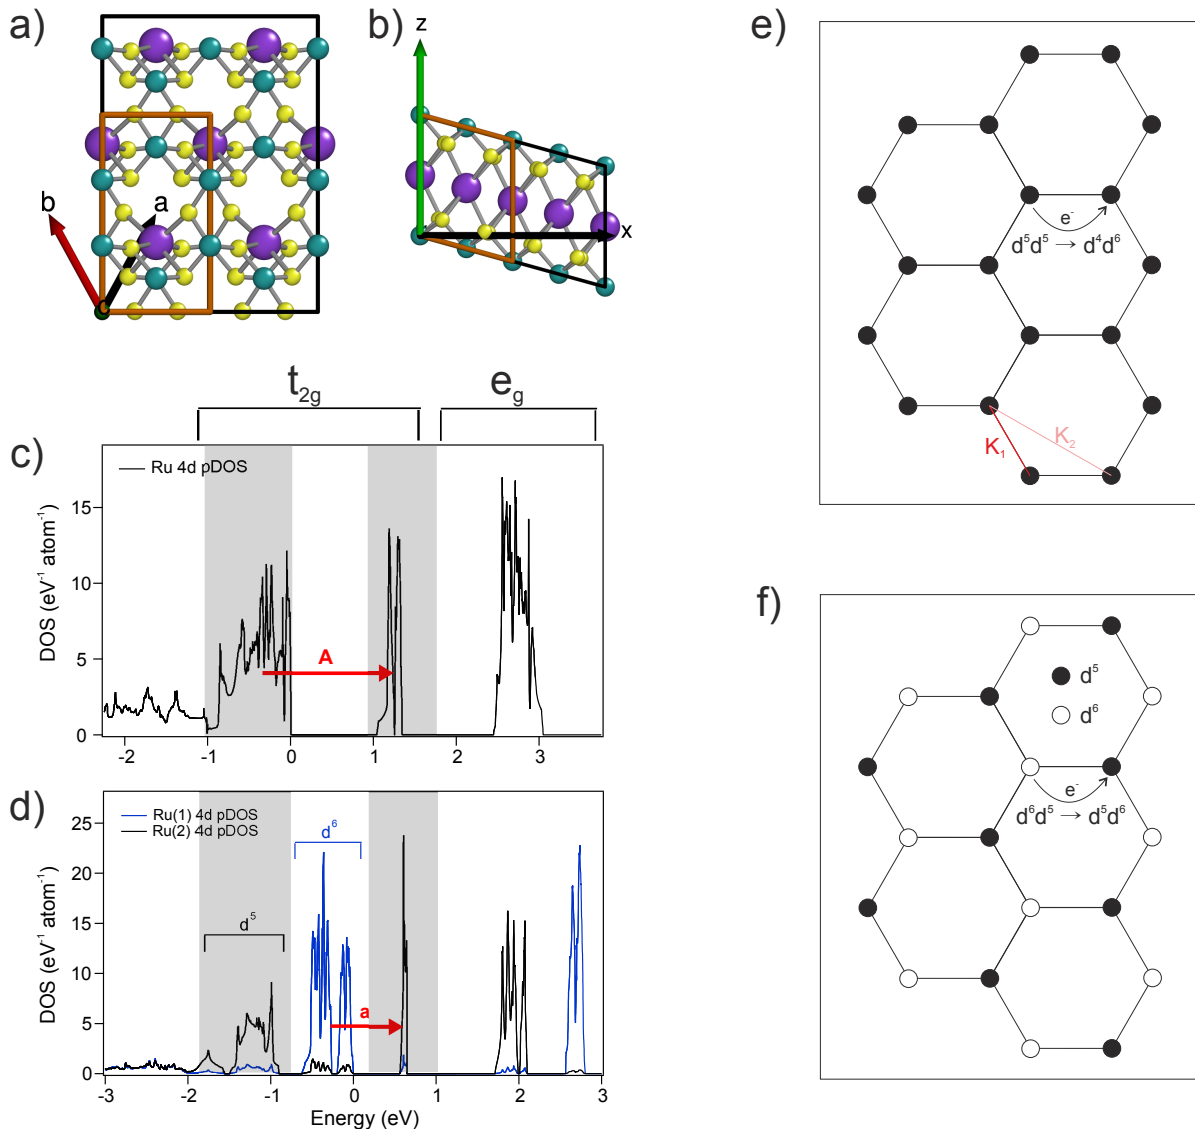 a)
b)
z
x
b
a
c
t2g
eg
c)
Ru 4d pDOS
DOS (eV-1 atom-1)
15
10
5
0
A
-2
-1
0
1
2
3
d)
Ru(1) 4d pDOS
Ru(2) 4d pDOS
d6
d5
DOS (eV-1 atom-1)
25
20
15
10
5
0
a
-3
-2
-1
0
1
2
3
Energy (eV)
e)
e-
d5d5 → d4d6
K1
K2
f)
d5
d6
e-
d6d5 → d5d6